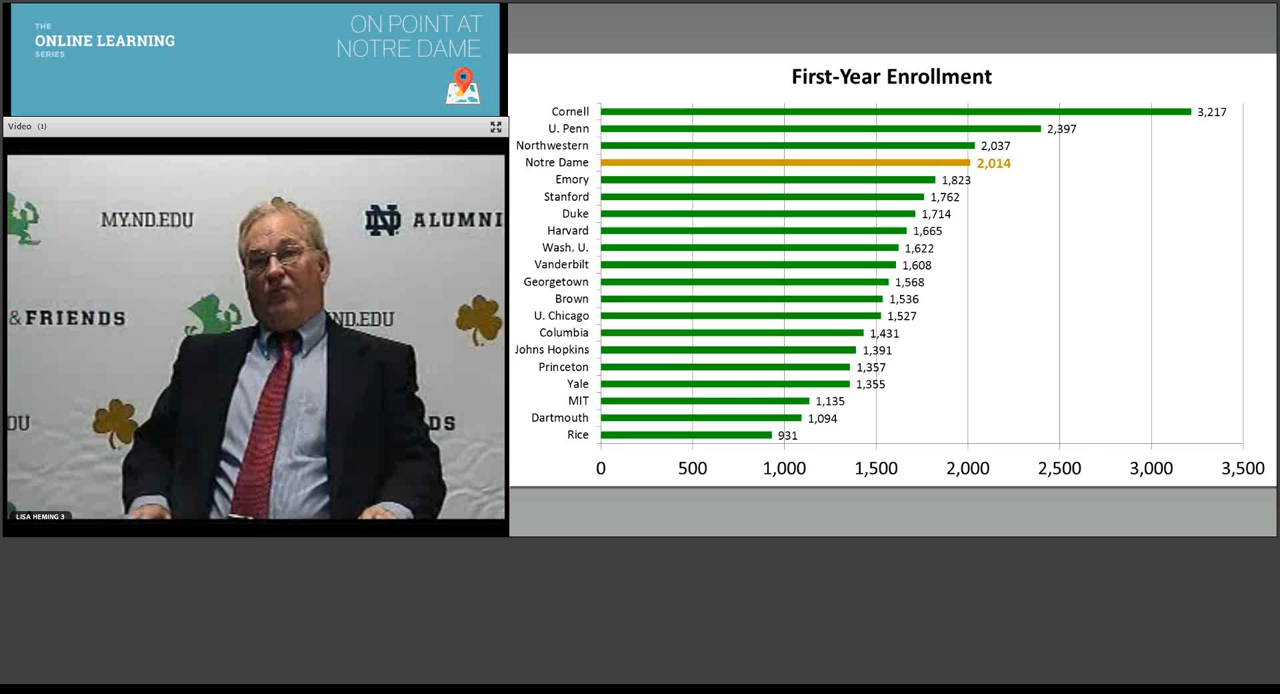 THE
ONLINE LEARNING
SERIES
ON POINT AT
NOTRE DAME
Video (1)
MY.ND.EDU
ND ALUMNI
& FRIENDS
ND.EDU
DU
DS
LISA HEMING 3
First-Year Enrollment
Cornell 3,217
U. Penn 2,397
Northwestern 2,037
Notre Dame 2,014
Emory 1,823
Stanford 1,762
Duke 1,714
Harvard 1,665
Wash. U. 1,622
Vanderbilt 1,608
Georgetown 1,568
Brown 1,536
U. Chicago 1,527
Columbia 1,431
Johns Hopkins 1,391
Princeton 1,357
Yale 1,355
MIT 1,135
Dartmouth 1,094
Rice 931
0 500 1,000 1,500 2,000 2,500 3,000 3,500